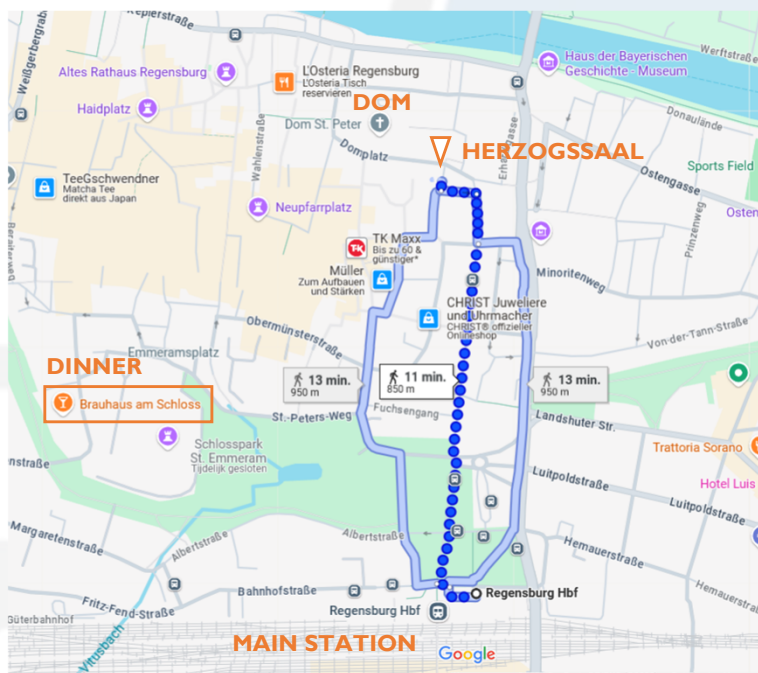 Keplerstraße
Weißgerbergrab
Werftstraße
Haus der Bayerischen
Geschichte - Museum
Altes Rathaus Regensburg
L'Osteria Regensburg
L'Osteria Tisch
reservieren
DOM
Haidplatz
Dom St. Peter
Donaulände
Wahlenstraße
Domplatz
HERZOGSSAAL
Sports Field
Ostengasse
TeeGschwendner
Matcha Tee
direkt aus Japan
Neupfarrplatz
Prinzenweg
Osten
TK Maxx
Bis zu 60 &
günstiger*
Müller
Zum Aufbauen
und Stärken
Minoritenweg
CHRIST Juweliere
und Uhrmacher
CHRIST® offizieller
Onlineshop
Obermünsterstraße
Von-der-Tann-Straße
Emmeramsplatz
DINNER
13 min.
950 m
11 min.
850 m
13 min.
950 m
Brauhaus am Schloss
St.-Peters-Weg
Fuchsengang
Landshuter Str.
Schlosspark
St. Emmeram
Tijdelijk gesloten
Trattoria Sorano
nstraße
Luitpoldstraße
Hotel Luis
Luitpoldstraße
Margaretenstraße
Albertstraße
Albertstraße
Hemauerstraße
Hemauerstraße
Bahnhofstraße
Regensburg Hbf
Fritz-Fend-Straße
Regensburg Hbf
Güterbahnhof
Vitusbach
MAIN STATION
Google